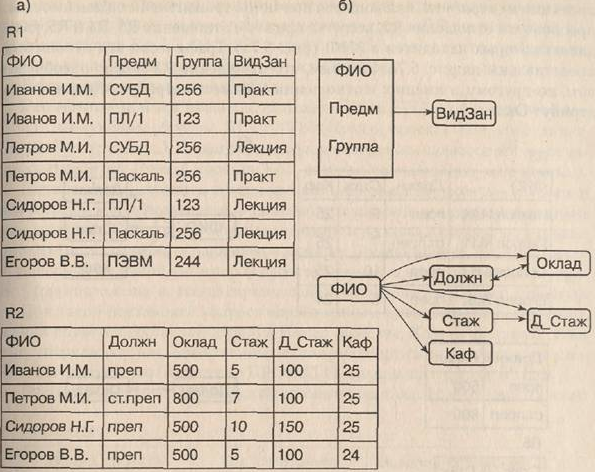 а)
б)
R1
ФИО Предм Группа ВидЗан
Иванов И.М. СУБД 256 Практ
Иванов И.М. ПЛ/1 123 Практ
Петров М.И. СУБД 256 Лекция
Петров М.И. Паскаль 256 Практ
Сидоров Н.Г. ПЛ/1 123 Лекция
Сидоров Н.Г. Паскаль 256 Лекция
Егоров В.В. ПЭВМ 244 Лекция
ФИО
Предм
ВидЗан
Группа
R2
ФИО Должн Оклад Стаж Д_Стаж Каф
Иванов И.М. преп 500 5 100 25
Петров М.И. ст.преп 800 7 100 25
Сидоров Н.Г. преп 500 10 150 25
Егоров В.В. преп 500 5 100 24
Оклад
Должн
ФИО
Стаж
Д_Стаж
Каф